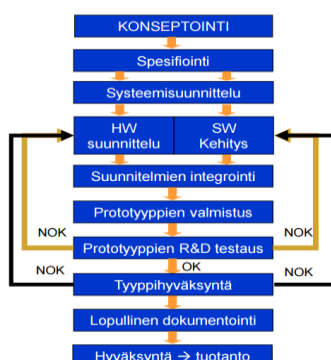 KONSEPTOINTI
Spesifiointi
Systeemisuunnittelu
HW
suunnittelu
SW
Kehitys
Suunnitelmien integrointi
Prototyyppien valmistus
NOK
NOK
Prototyyppien R&D testaus
OK
NOK
NOK
Tyyppihyväksyntä
Lopullinen dokumentointi
Hyväksyntä → tuotanto